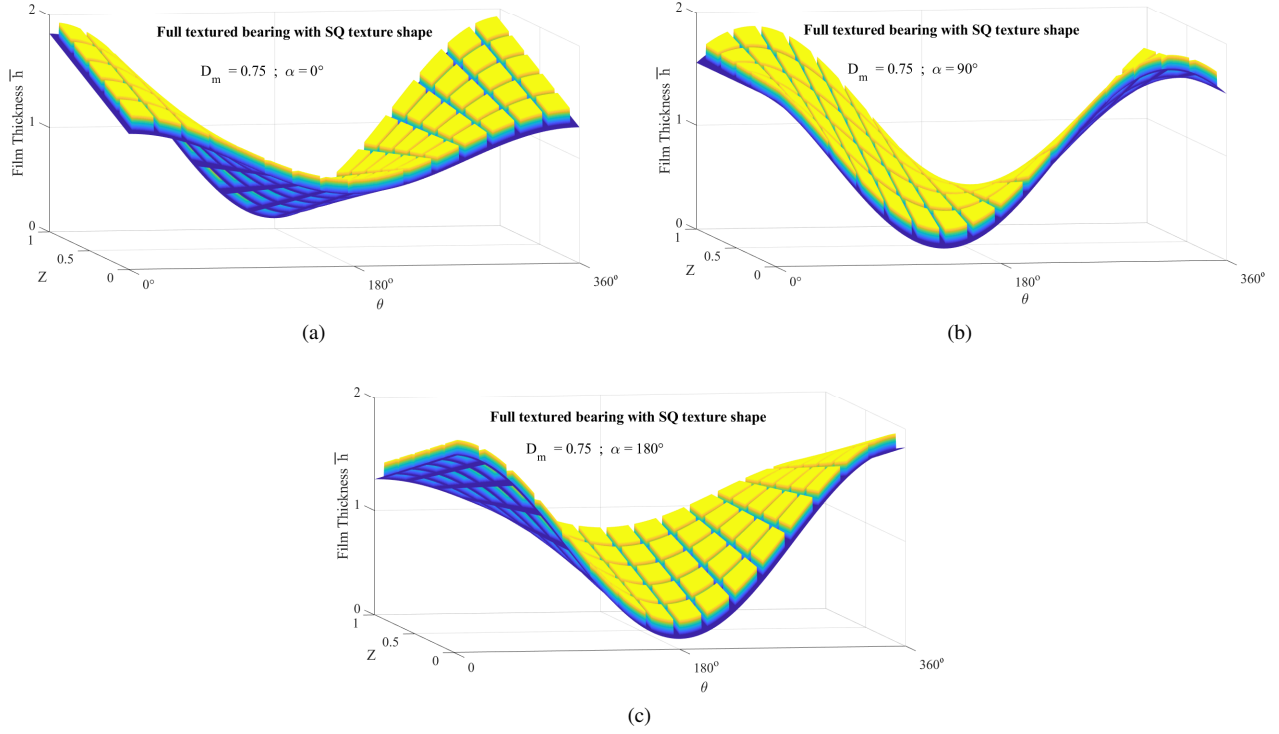 Full textured bearing with SQ texture shape
D_m = 0.75 ; α = 0°
Film Thickness h̅
2
1
0
1
0.5
0
Z
0°
180°
360°
θ
(a)
Full textured bearing with SQ texture shape
D_m = 0.75 ; α = 90°
Film Thickness h̅
2
1
0
1
0.5
0
Z
0°
180°
360°
θ
(b)
Full textured bearing with SQ texture shape
D_m = 0.75 ; α = 180°
Film Thickness h̅
2
1
0
1
0.5
0
Z
0
180°
360°
θ
(c)